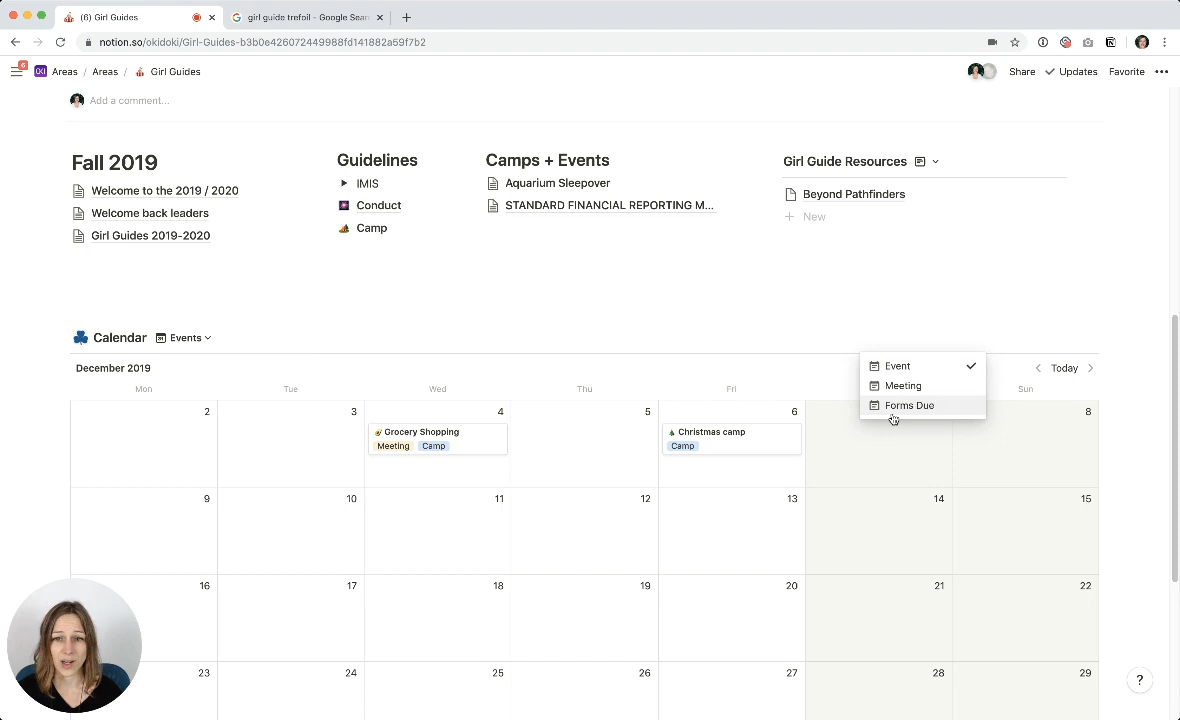 (6) Girl Guides
girl guide trefoil - Google Sear
notion.so/okidoki/Girl-Guides-b3b0e426072449988fd141882a59f7b2
6
Areas / Areas / Girl Guides
Share Updates Favorite
Add a comment...
Fall 2019
Welcome to the 2019 / 2020
Welcome back leaders
Girl Guides 2019-2020
Guidelines
IMIS
Conduct
Camp
Camps + Events
Aquarium Sleepover
STANDARD FINANCIAL REPORTING M...
Girl Guide Resources
Beyond Pathfinders
New
Calendar Events
December 2019
Event
Meeting
Forms Due
Today
Mon Tue Wed Thu Fri Sun
2 3 4 5 6 8
Grocery Shopping
Meeting Camp
Christmas camp
Camp
9 10 11 12 13 14 15
16 17 18 19 20 21 22
23 24 25 26 27 28 29
?